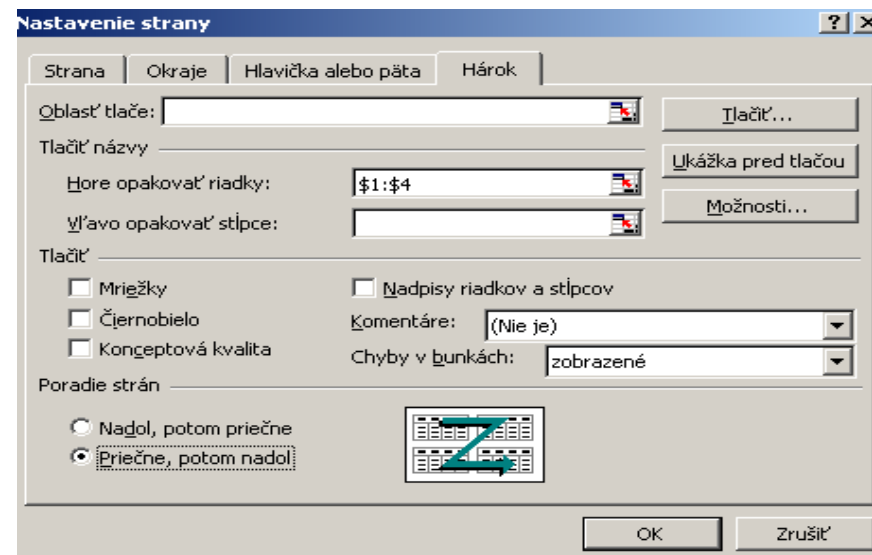 Nastavenie strany
Strana Okraje Hlavička alebo päta Hárok
Oblasť tlače: Tlačiť...
Tlačiť názvy
Ukážka pred tlačou
Hore opakovať riadky: $1:$4
Možnosti...
Vľavo opakovať stĺpce:
Tlačiť
Mriežky Nadpisy riadkov a stĺpcov
Čiernobielo Komentáre: (Nie je)
Konceptová kvalita Chyby v bunkách: zobrazené
Poradie strán
Nadol, potom priečne
Priečne, potom nadol
OK Zrušiť